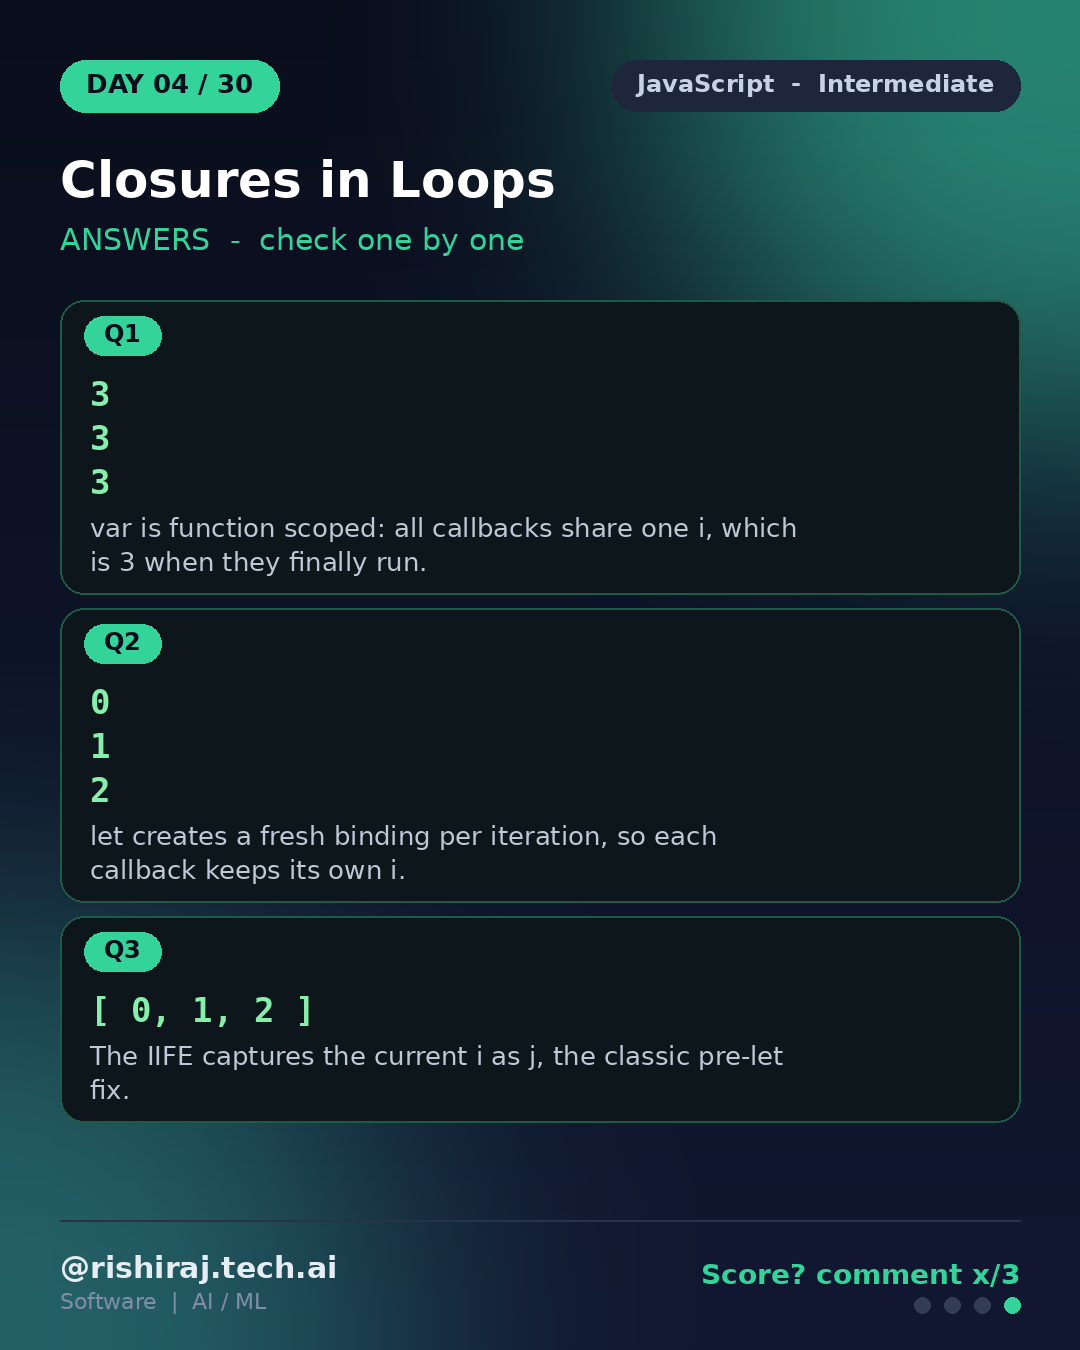 DAY 04 / 30
JavaScript - Intermediate
Closures in Loops
ANSWERS - check one by one
Q1
3
3
3
var is function scoped: all callbacks share one i, which
is 3 when they finally run.
Q2
0
1
2
let creates a fresh binding per iteration, so each
callback keeps its own i.
Q3
[ 0, 1, 2 ]
The IIFE captures the current i as j, the classic pre-let
fix.
@rishiraj.tech.ai
Software | AI / ML
Score? comment x/3